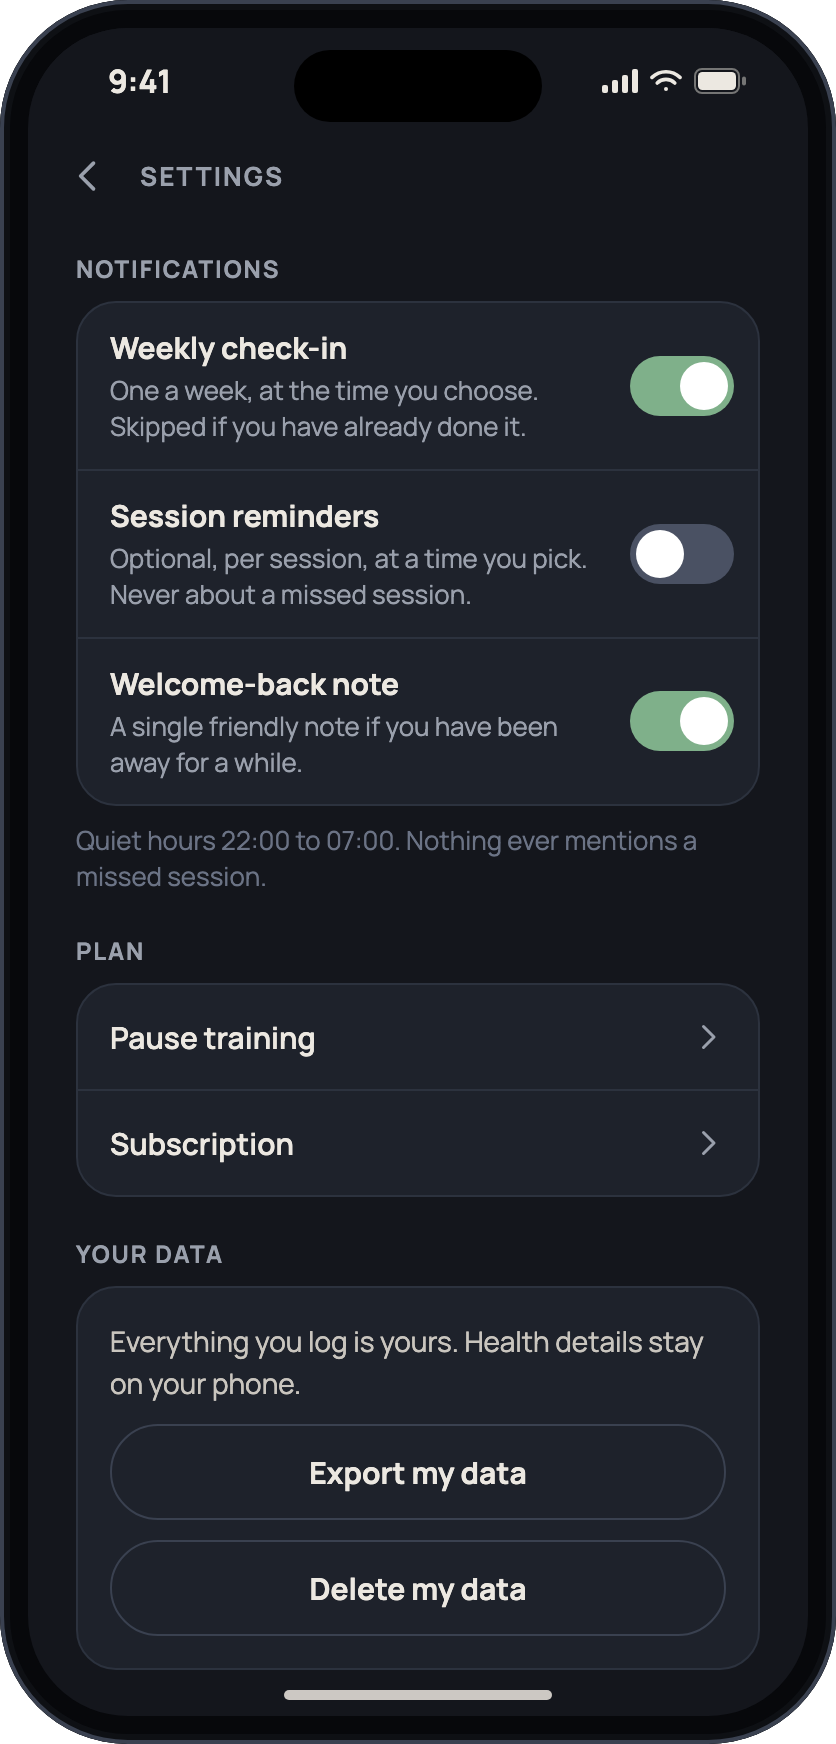 9:41
SETTINGS
NOTIFICATIONS
Weekly check-in
One a week, at the time you choose.
Skipped if you have already done it.
Session reminders
Optional, per session, at a time you pick.
Never about a missed session.
Welcome-back note
A single friendly note if you have been
away for a while.
Quiet hours 22:00 to 07:00. Nothing ever mentions a
missed session.
PLAN
Pause training
Subscription
YOUR DATA
Everything you log is yours. Health details stay
on your phone.
Export my data
Delete my data